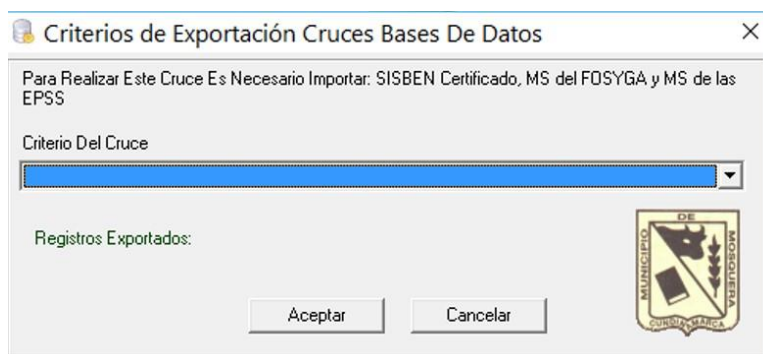 Criterios de Exportación Cruces Bases De Datos
Para Realizar Este Cruce Es Necesario Importar: SISBEN Certificado, MS del FOSYGA y MS de las
EPSS
Criterio Del Cruce
Registros Exportados:
MUNICIPIO DE MOSQUERA
CUNDINAMARCA
Aceptar
Cancelar